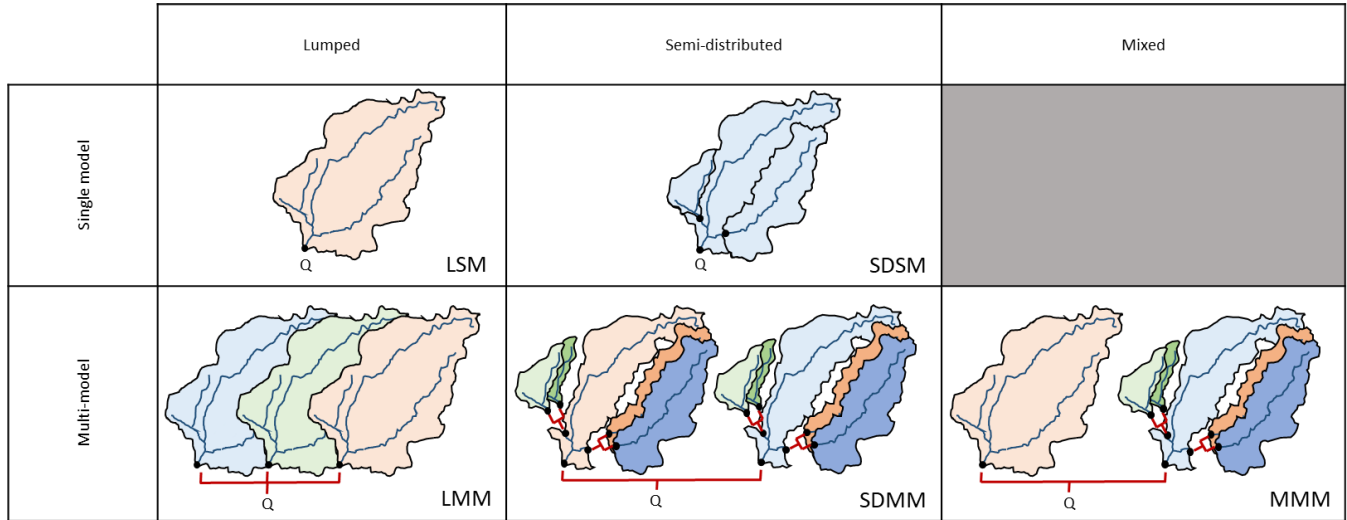 Lumped
Semi-distributed
Mixed
Single model
Q
LSM
Q
SDSM
Multi-model
Q
LMM
Q
SDMM
Q
MMM